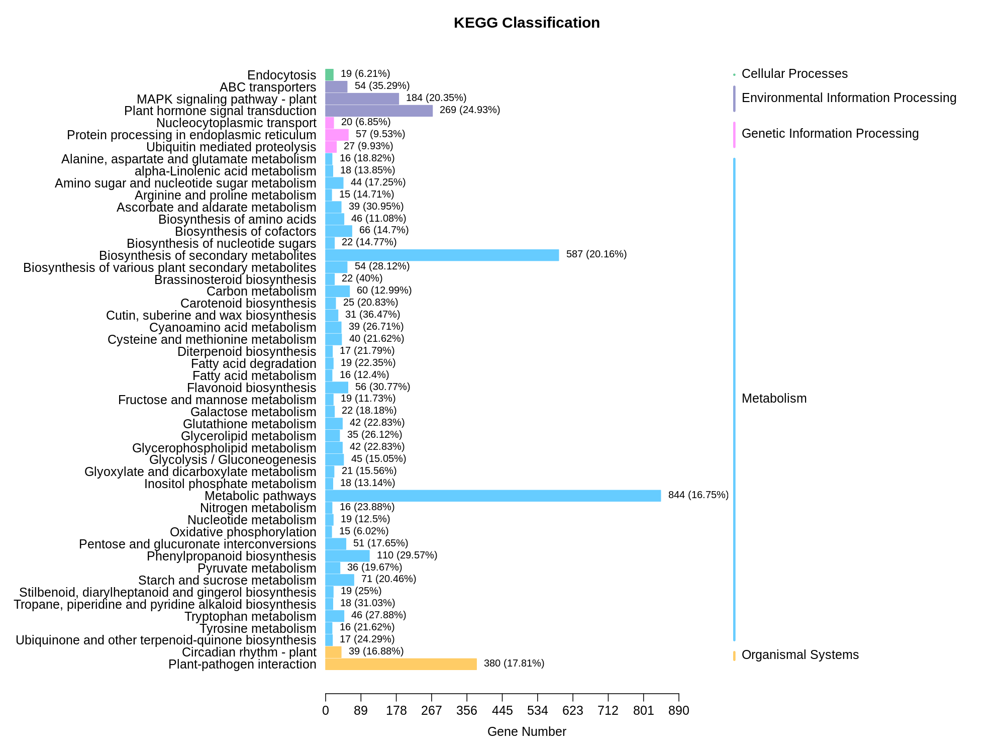 KEGG Classification
Endocytosis 19 (6.21%) Cellular Processes
ABC transporters 54 (35.29%)
MAPK signaling pathway - plant 184 (20.35%) Environmental Information Processing
Plant hormone signal transduction 269 (24.93%)
Nucleocytoplasmic transport 20 (6.85%)
Protein processing in endoplasmic reticulum 57 (9.53%) Genetic Information Processing
Ubiquitin mediated proteolysis 27 (9.93%)
Alanine, aspartate and glutamate metabolism 16 (18.82%)
alpha-Linolenic acid metabolism 18 (13.85%)
Amino sugar and nucleotide sugar metabolism 44 (17.25%)
Arginine and proline metabolism 15 (14.71%)
Ascorbate and aldarate metabolism 39 (30.95%)
Biosynthesis of amino acids 46 (11.08%)
Biosynthesis of cofactors 66 (14.7%)
Biosynthesis of nucleotide sugars 22 (14.77%)
Biosynthesis of secondary metabolites 587 (20.16%)
Biosynthesis of various plant secondary metabolites 54 (28.12%)
Brassinosteroid biosynthesis 22 (40%)
Carbon metabolism 60 (12.99%)
Carotenoid biosynthesis 25 (20.83%)
Cutin, suberine and wax biosynthesis 31 (36.47%)
Cyanoamino acid metabolism 39 (26.71%)
Cysteine and methionine metabolism 40 (21.62%)
Diterpenoid biosynthesis 17 (21.79%)
Fatty acid degradation 19 (22.35%)
Fatty acid metabolism 16 (12.4%)
Flavonoid biosynthesis 56 (30.77%)
Fructose and mannose metabolism 19 (11.73%) Metabolism
Galactose metabolism 22 (18.18%)
Glutathione metabolism 42 (22.83%)
Glycerolipid metabolism 35 (26.12%)
Glycerophospholipid metabolism 42 (22.83%)
Glycolysis / Gluconeogenesis 45 (15.05%)
Glyoxylate and dicarboxylate metabolism 21 (15.56%)
Inositol phosphate metabolism 18 (13.14%)
Metabolic pathways 844 (16.75%)
Nitrogen metabolism 16 (23.88%)
Nucleotide metabolism 19 (12.5%)
Oxidative phosphorylation 15 (6.02%)
Pentose and glucuronate interconversions 51 (17.65%)
Phenylpropanoid biosynthesis 110 (29.57%)
Pyruvate metabolism 36 (19.67%)
Starch and sucrose metabolism 71 (20.46%)
Stilbenoid, diarylheptanoid and gingerol biosynthesis 19 (25%)
Tropane, piperidine and pyridine alkaloid biosynthesis 18 (31.03%)
Tryptophan metabolism 46 (27.88%)
Tyrosine metabolism 16 (21.62%)
Ubiquinone and other terpenoid-quinone biosynthesis 17 (24.29%)
Circadian rhythm - plant 39 (16.88%) Organismal Systems
Plant-pathogen interaction 380 (17.81%)
0 89 178 267 356 445 534 623 712 801 890
Gene Number